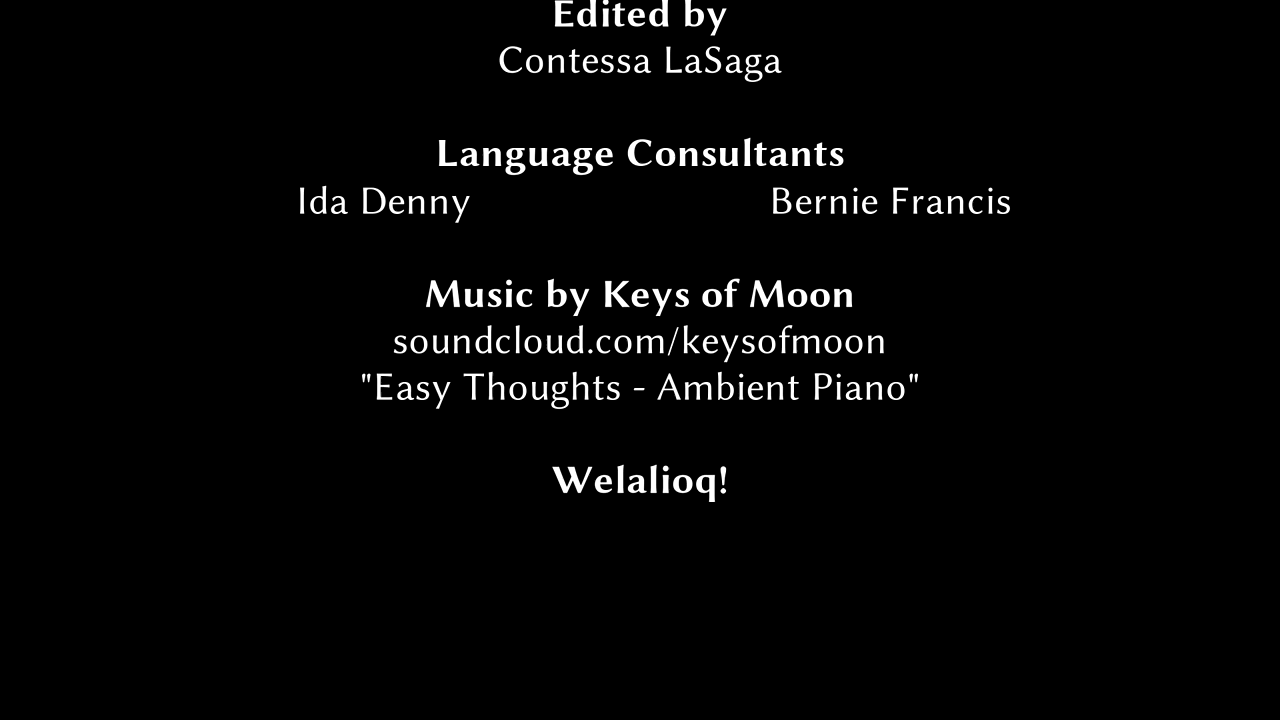 Edited by
Contessa LaSaga
Language Consultants
Ida Denny Bernie Francis
Music by Keys of Moon
soundcloud.com/keysofmoon
"Easy Thoughts - Ambient Piano"
Welalioq!